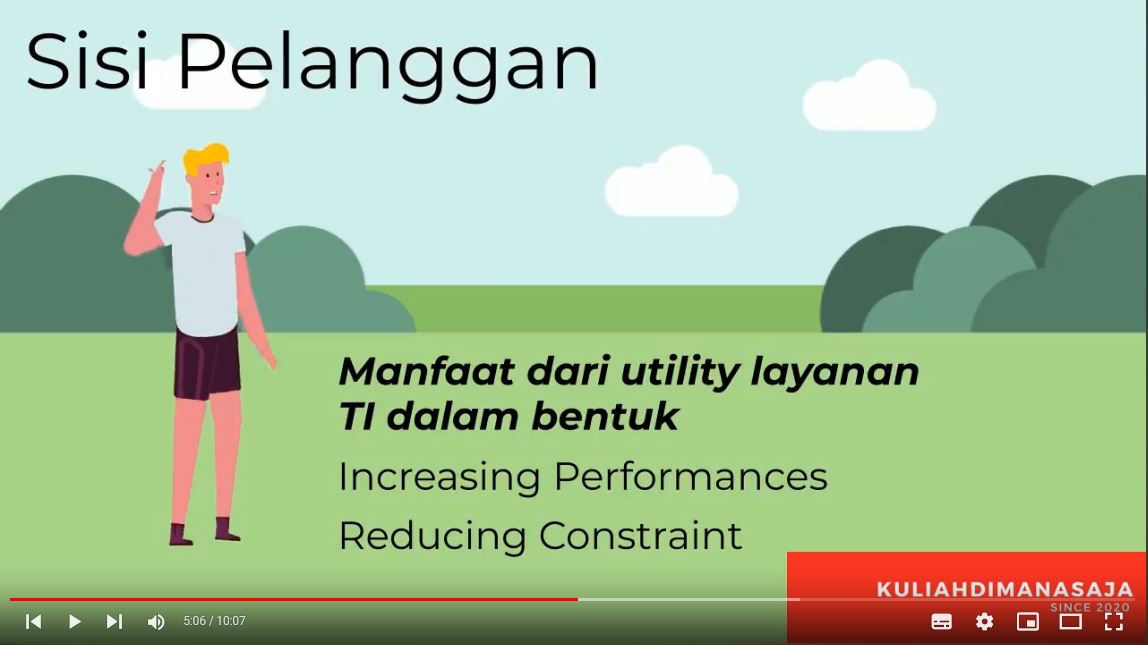 Sisi Pelanggan
Manfaat dari utility layanan
TI dalam bentuk
Increasing Performances
Reducing Constraint
KULIAHDIMANASAJA
SINCE 2020
5:06 / 10:07